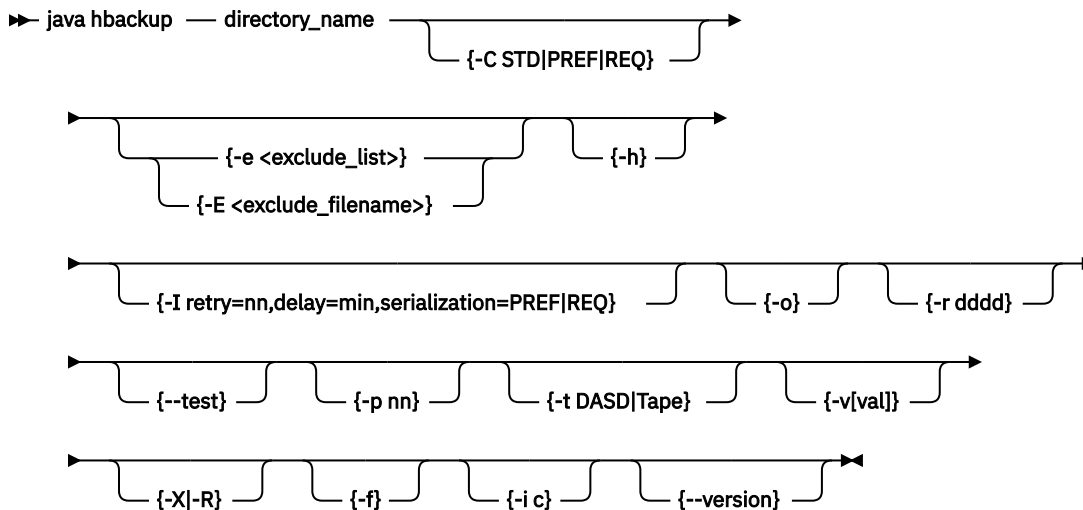 java hbackup directory_name
{-C STD|PREF|REQ}
{-e <exclude_list>} {-h}
{-E <exclude_filename>}
{-I retry=nn,delay=min,serialization=PREF|REQ} {-o} {-r dddd}
{--test} {-p nn} {-t DASD|Tape} {-v[val]}
{-X|-R} {-f} {-i c} {--version}